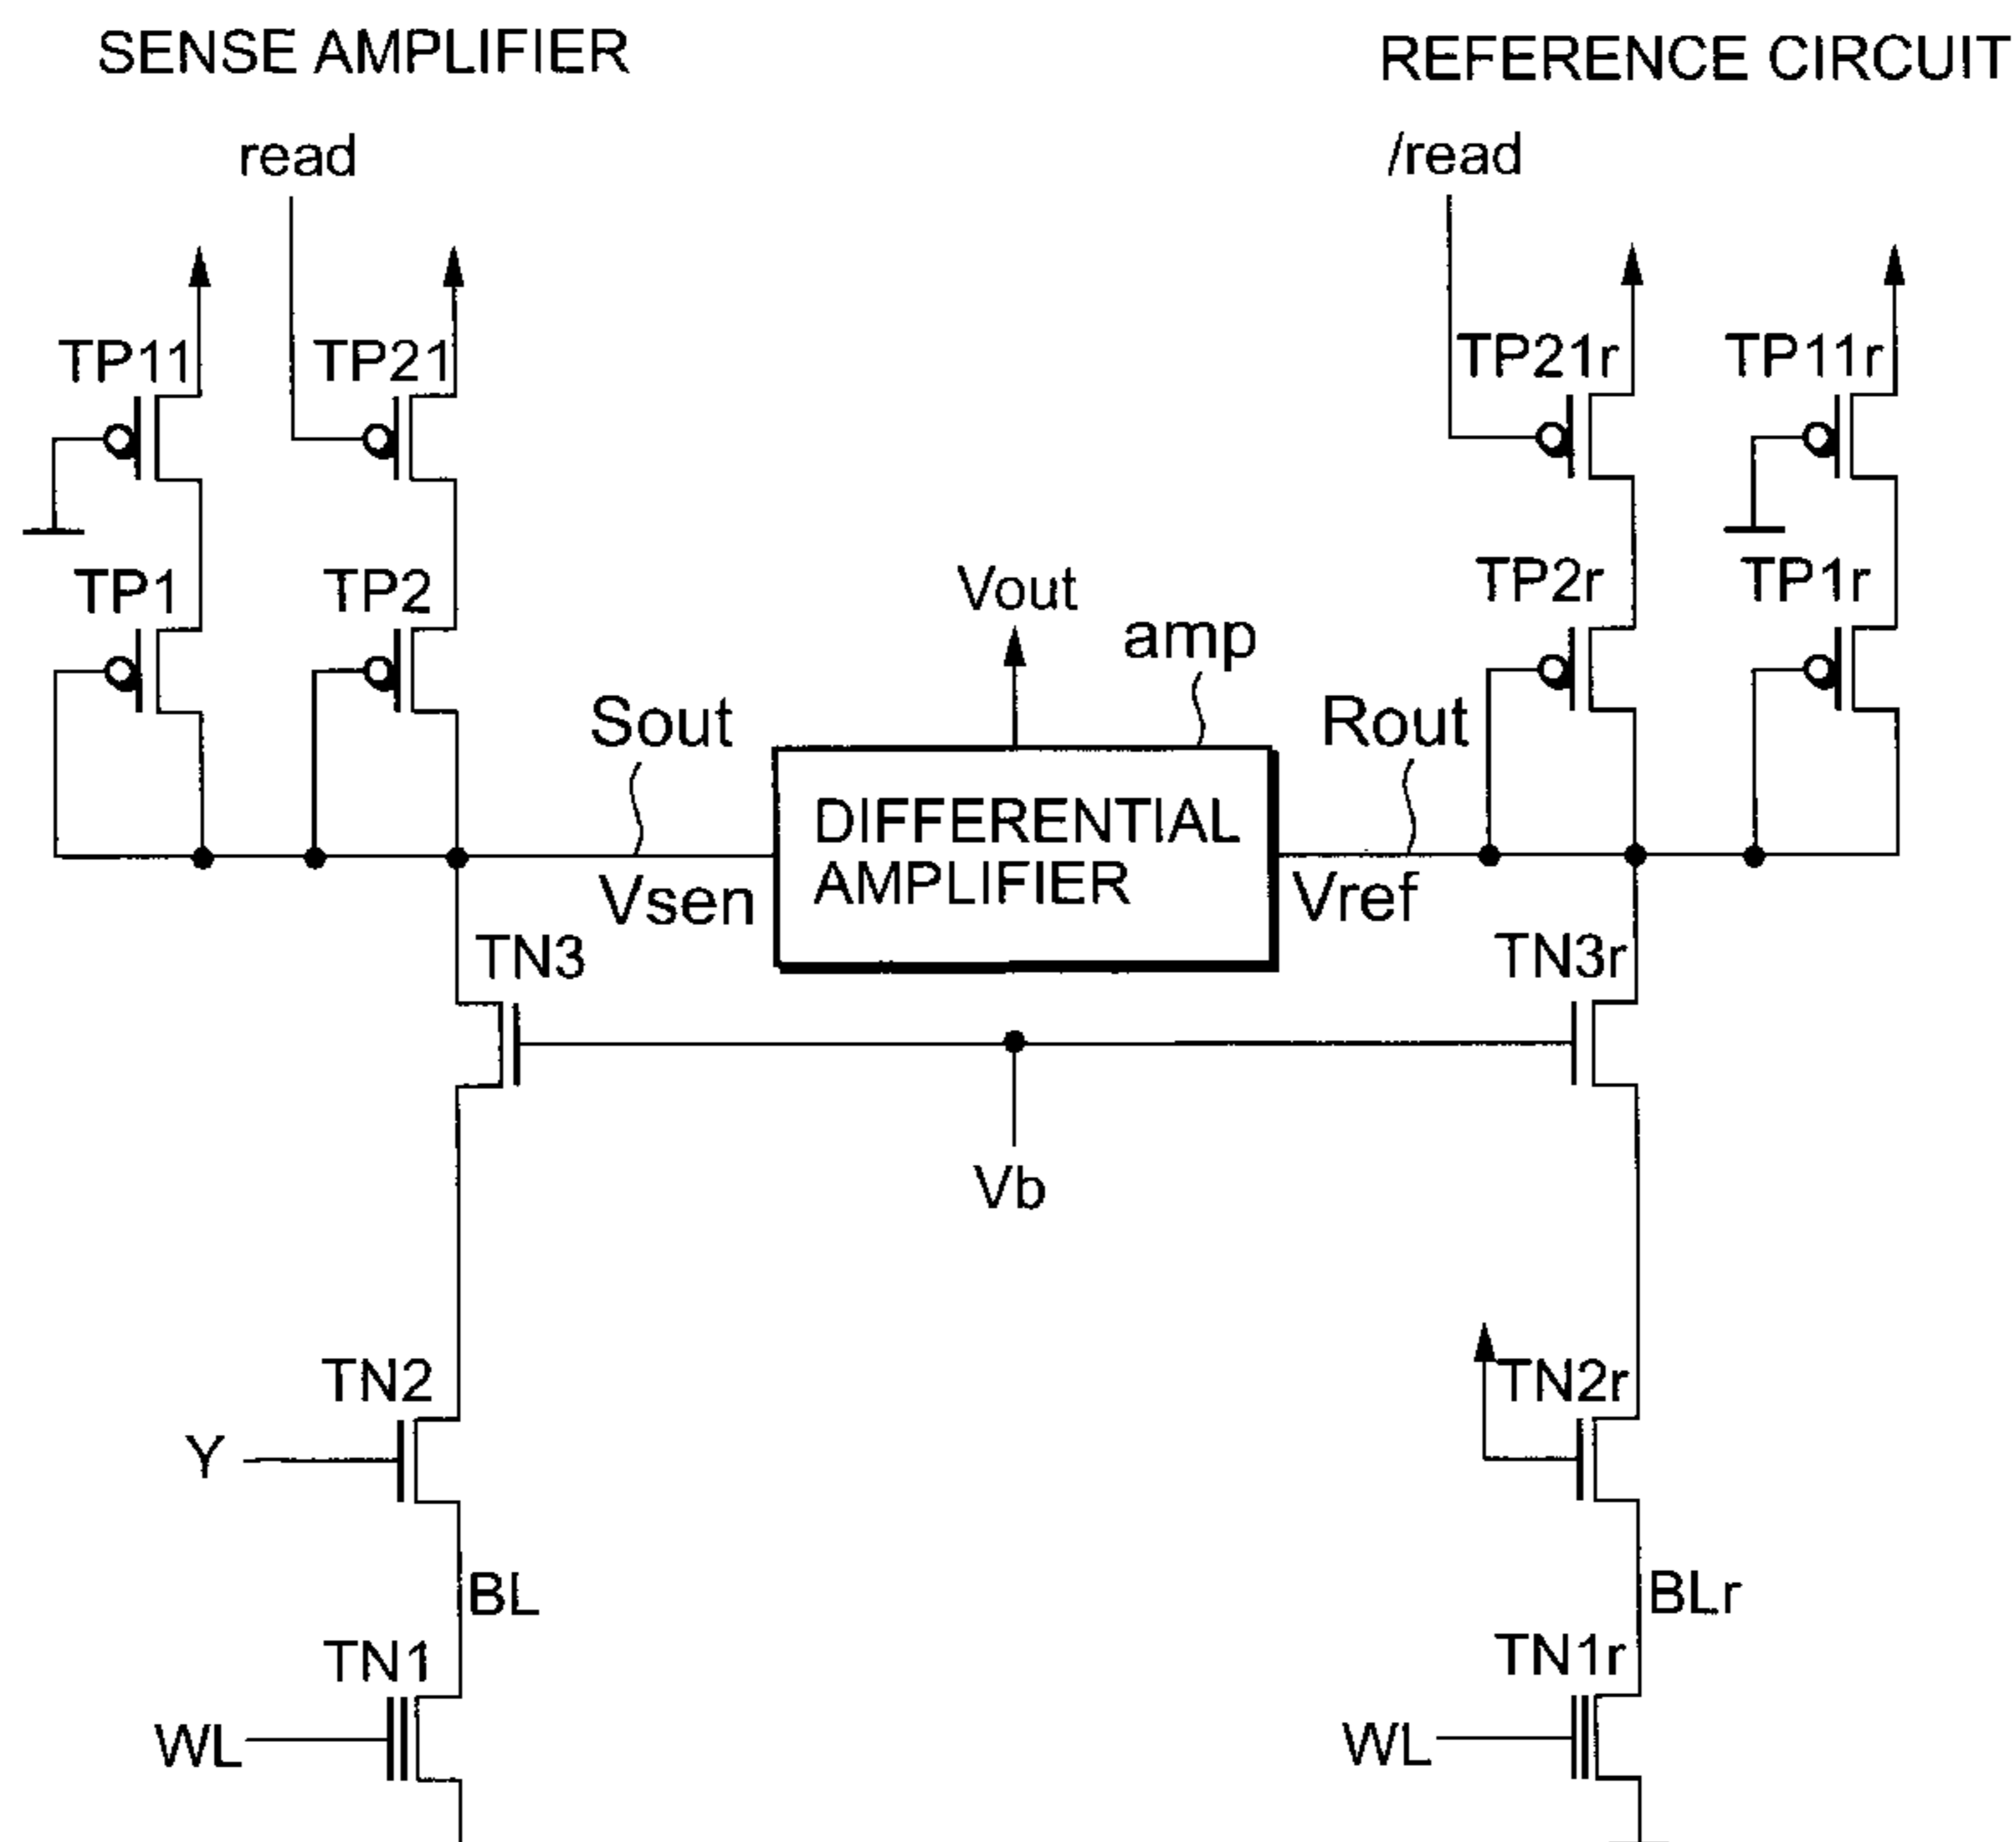 SENSE AMPLIFIER
REFERENCE CIRCUIT
read
/read
TP11
TP21
TP21r
TP11r
TP1
TP2
Vout
amp
TP2r
TP1r
Sout
Rout
DIFFERENTIAL
AMPLIFIER
Vsen
Vref
TN3
TN3r
Vb
TN2
TN2r
Y
BL
BLr
TN1
TN1r
WL
WL